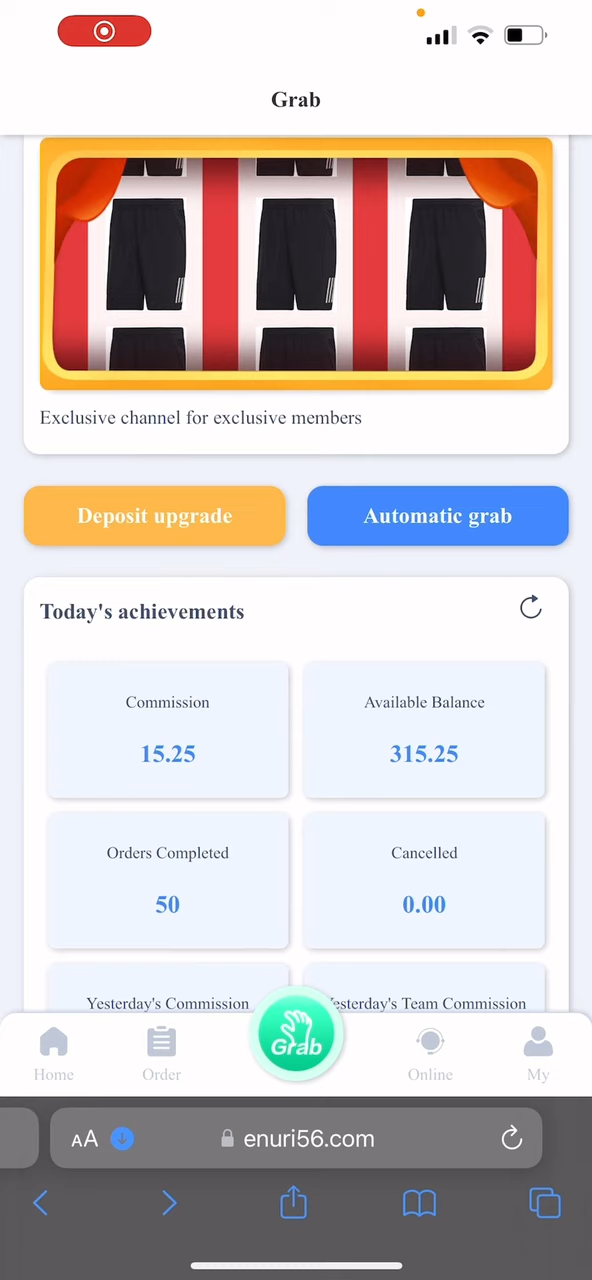 Grab
Exclusive channel for exclusive members
Deposit upgrade
Automatic grab
Today's achievements
Commission
Available Balance
15.25
315.25
Orders Completed
Cancelled
50
0.00
Yesterday's Commission
Yesterday's Team Commission
Grab
Home
Order
Online
My
AA
enuri56.com